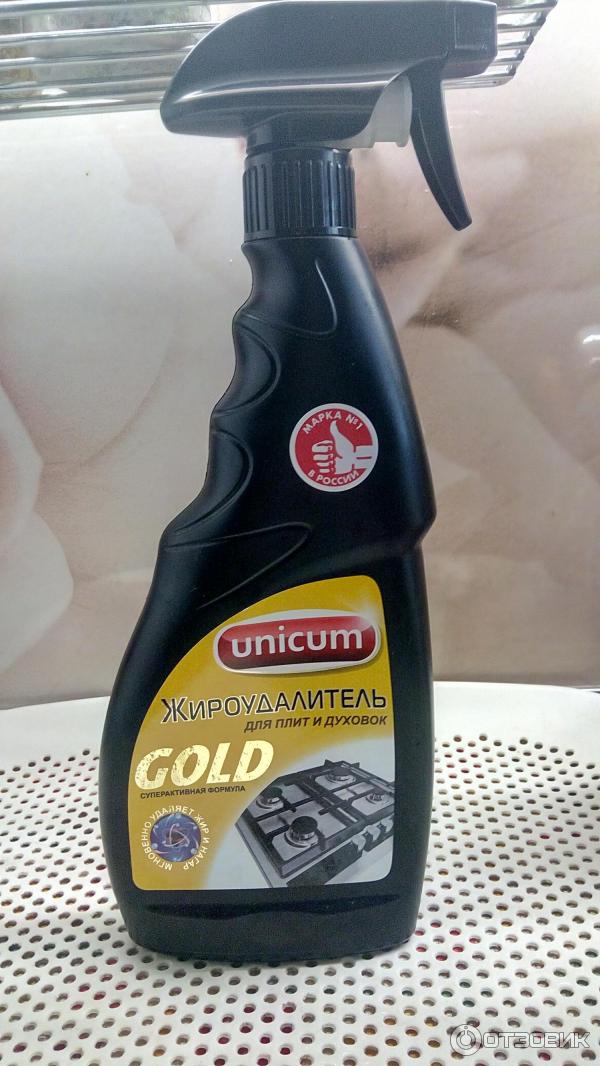 МАРКА №1
В РОССИИ
unicum
ЖИРОУДАЛИТЕЛЬ
ДЛЯ ПЛИТ И ДУХОВОК
GOLD
СУПЕРАКТИВНАЯ ФОРМУЛА
МГНОВЕННО УДАЛЯЕТ ЖИР И НАГАР
ОТЗОВИК